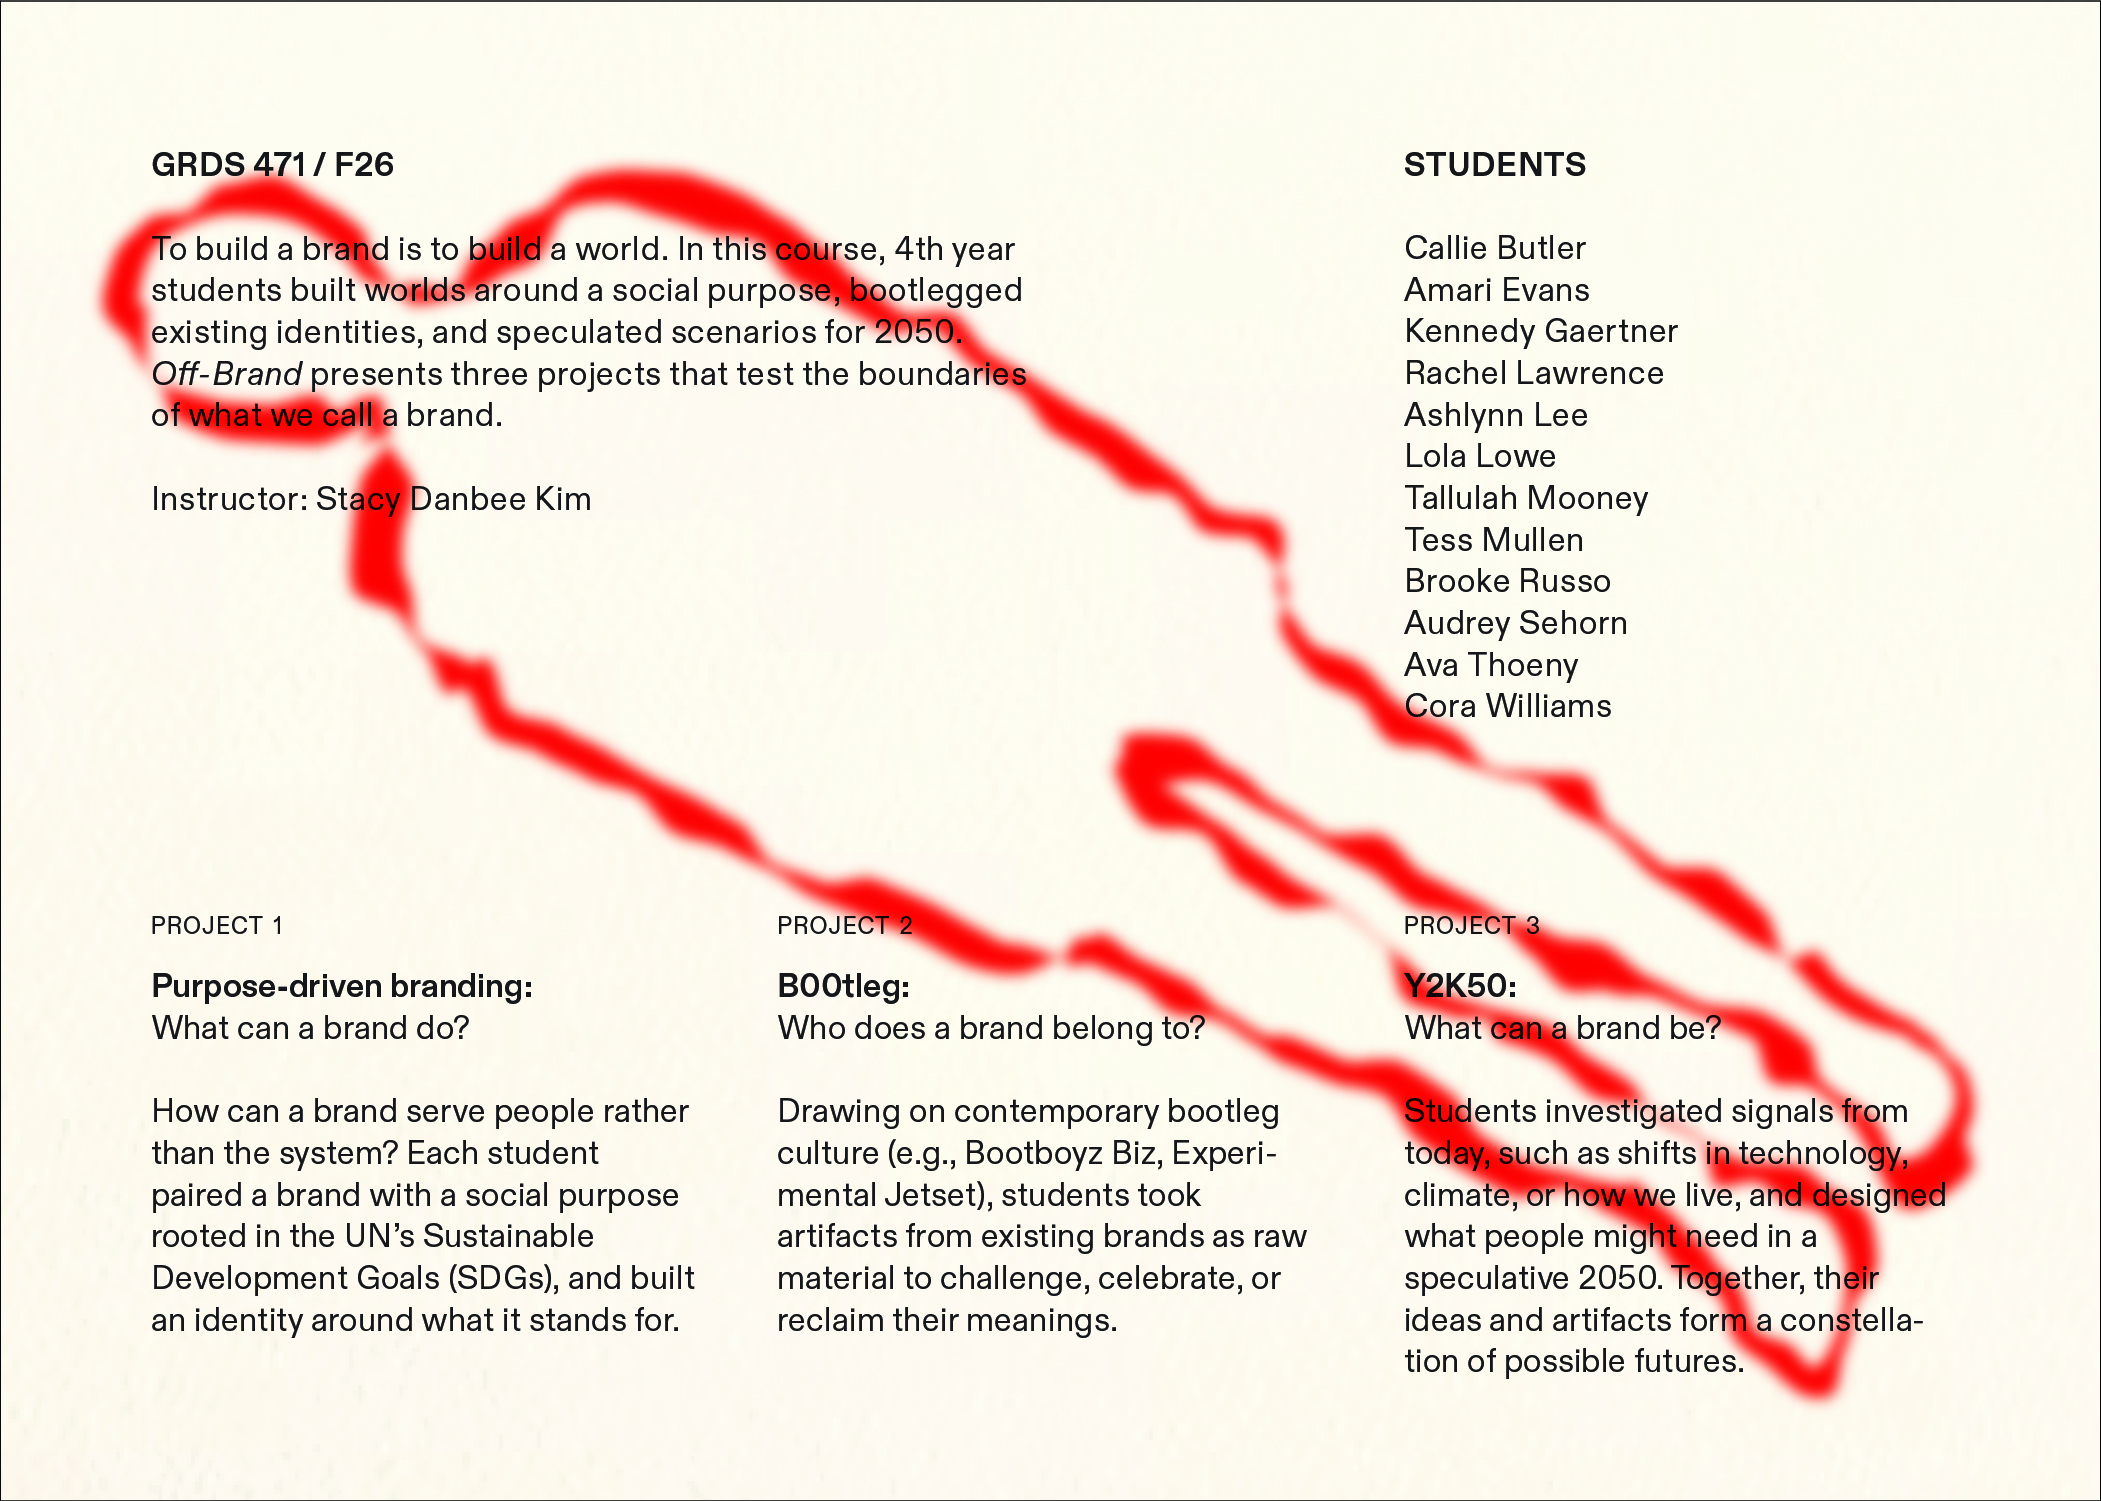 GRDS 471 / F26
To build a brand is to build a world. In this course, 4th year
students built worlds around a social purpose, bootlegged
existing identities, and speculated scenarios for 2050.
Off-Brand presents three projects that test the boundaries
of what we call a brand.
Instructor: Stacy Danbee Kim
STUDENTS
Callie Butler
Amari Evans
Kennedy Gaertner
Rachel Lawrence
Ashlynn Lee
Lola Lowe
Tallulah Mooney
Tess Mullen
Brooke Russo
Audrey Sehorn
Ava Thoeny
Cora Williams
PROJECT 1
Purpose-driven branding:
What can a brand do?
How can a brand serve people rather
than the system? Each student
paired a brand with a social purpose
rooted in the UN’s Sustainable
Development Goals (SDGs), and built
an identity around what it stands for.
PROJECT 2
B00tleg:
Who does a brand belong to?
Drawing on contemporary bootleg
culture (e.g., Bootboyz Biz, Experi-
mental Jetset), students took
artifacts from existing brands as raw
material to challenge, celebrate, or
reclaim their meanings.
PROJECT 3
Y2K50:
What can a brand be?
Students investigated signals from
today, such as shifts in technology,
climate, or how we live, and designed
what people might need in a
speculative 2050. Together, their
ideas and artifacts form a constella-
tion of possible futures.